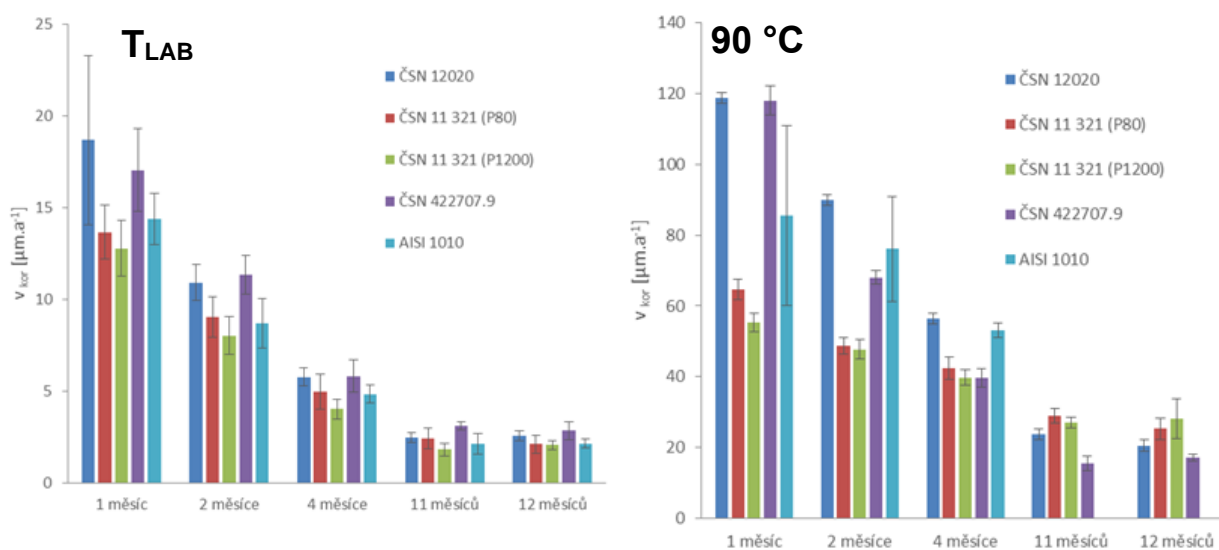 T_LAB
25
20
15
10
5
0
v kor [µm.a⁻¹]
ČSN 12020
ČSN 11 321 (P80)
ČSN 11 321 (P1200)
ČSN 422707.9
AISI 1010
1 měsíc
2 měsíce
4 měsíce
11 měsíců
12 měsíců
90 °C
140
120
100
80
60
40
20
0
v kor [µm.a⁻¹]
ČSN 12020
ČSN 11 321 (P80)
ČSN 11 321 (P1200)
ČSN 422707.9
AISI 1010
1 měsíc
2 měsíce
4 měsíce
11 měsíců
12 měsíců